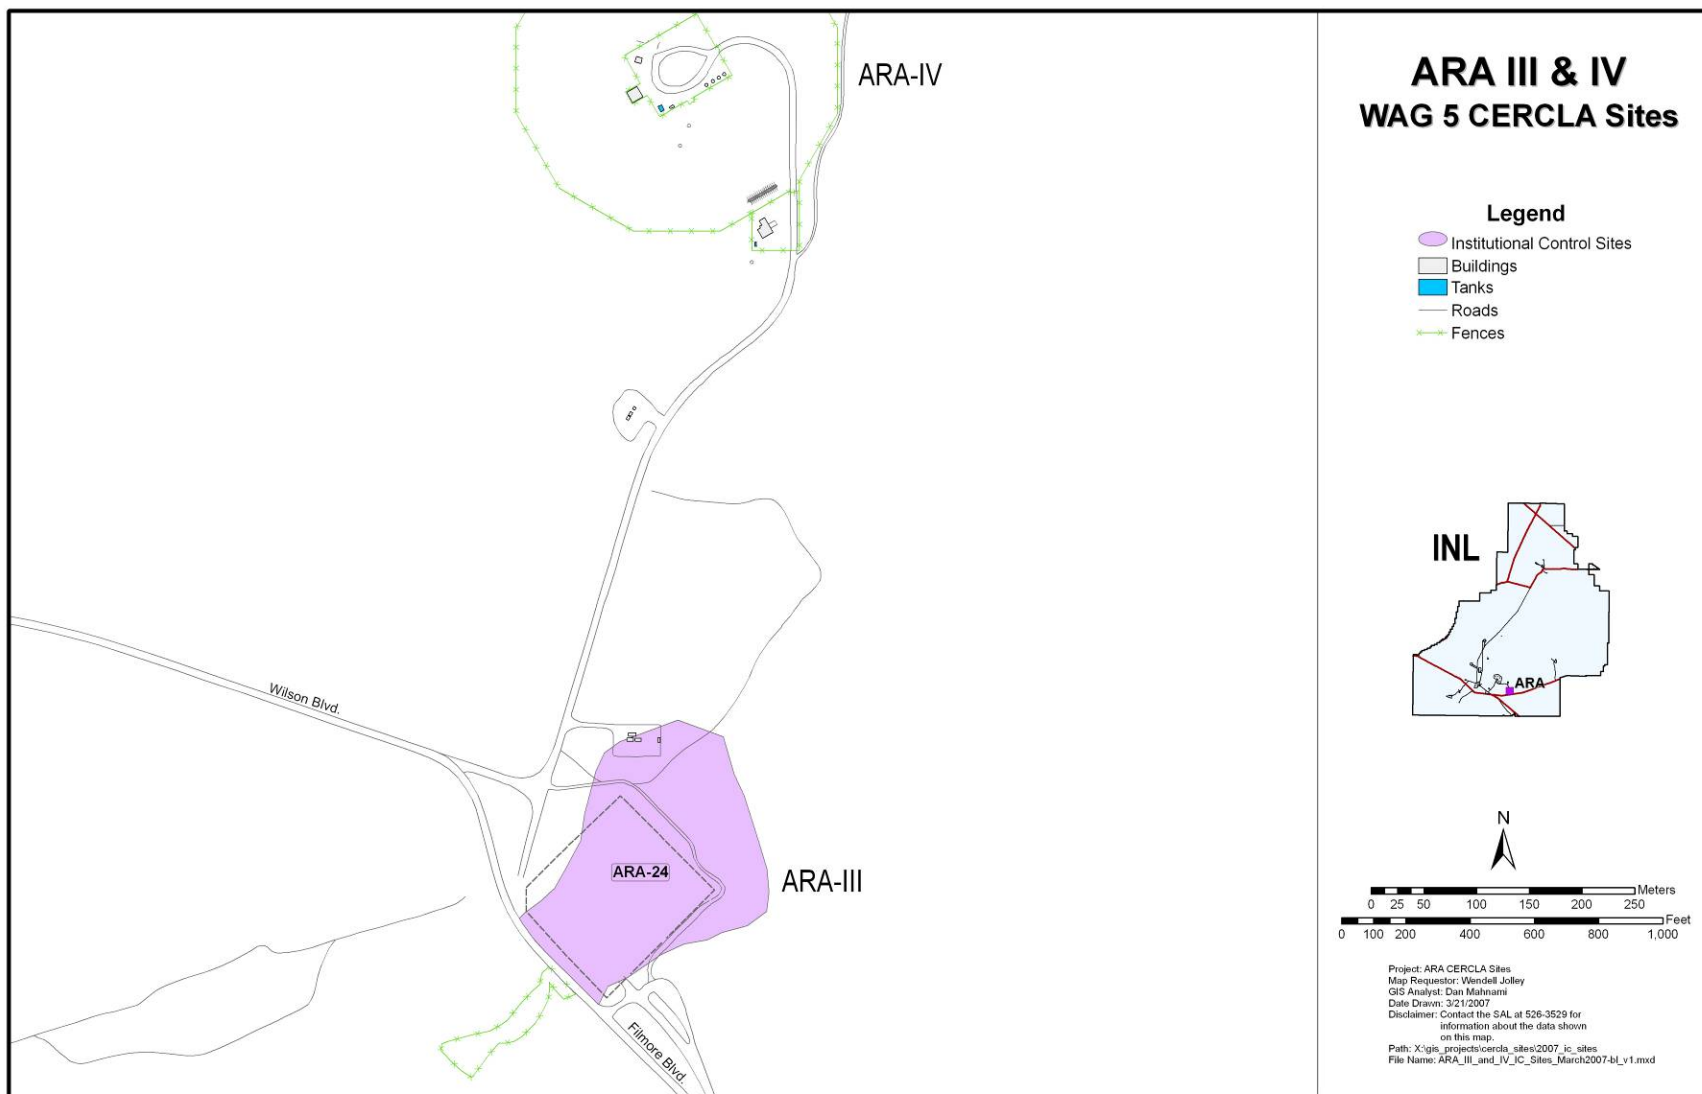 ARA-IV
Wilson Blvd.
ARA-24
ARA-III
Filmore Blvd.
ARA III & IV
WAG 5 CERCLA Sites
Legend
Institutional Control Sites
Buildings
Tanks
Roads
Fences
INL
ARA
N
Meters
0 25 50 100 150 200 250
Feet
0 100 200 400 600 800 1,000
Project: ARA CERCLA Sites
Map Requestor: Wendell Jolley
GIS Analyst: Dan Mahnami
Date Drawn: 3/21/2007
Disclaimer: Contact the SAL at 526-3529 for
information about the data shown
on this map.
Path: X:\gis_projects\cercla_sites\2007_ic_sites
File Name: ARA_III_and_IV_IC_Sites_March2007-bl_v1.mxd